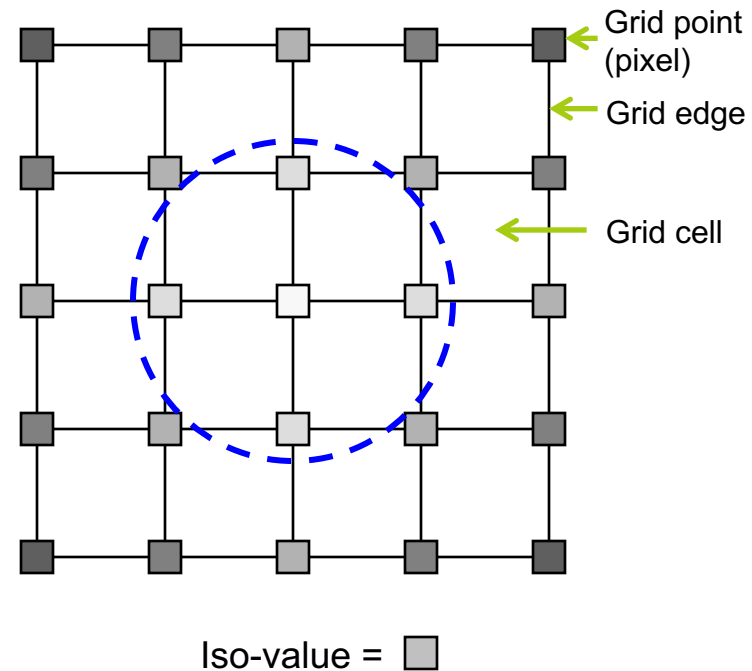 Grid point
(pixel)
Grid edge
Grid cell
Iso-value =